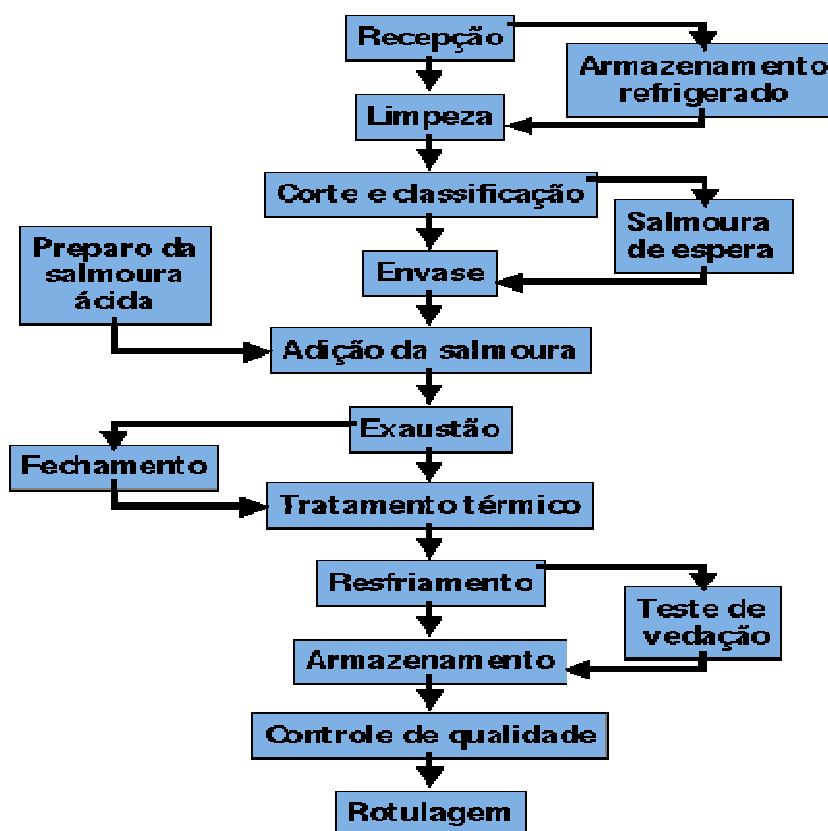 Recepção
Armazenamento
refrigerado
Limpeza
Corte e classificação
Salmoura
de espera
Preparo da
salmoura
ácida
Envase
Adição da salmoura
Exaustão
Fechamento
Tratamento térmico
Resfriamento
Teste de
vedação
Armazenamento
Controle de qualidade
Rotulagem